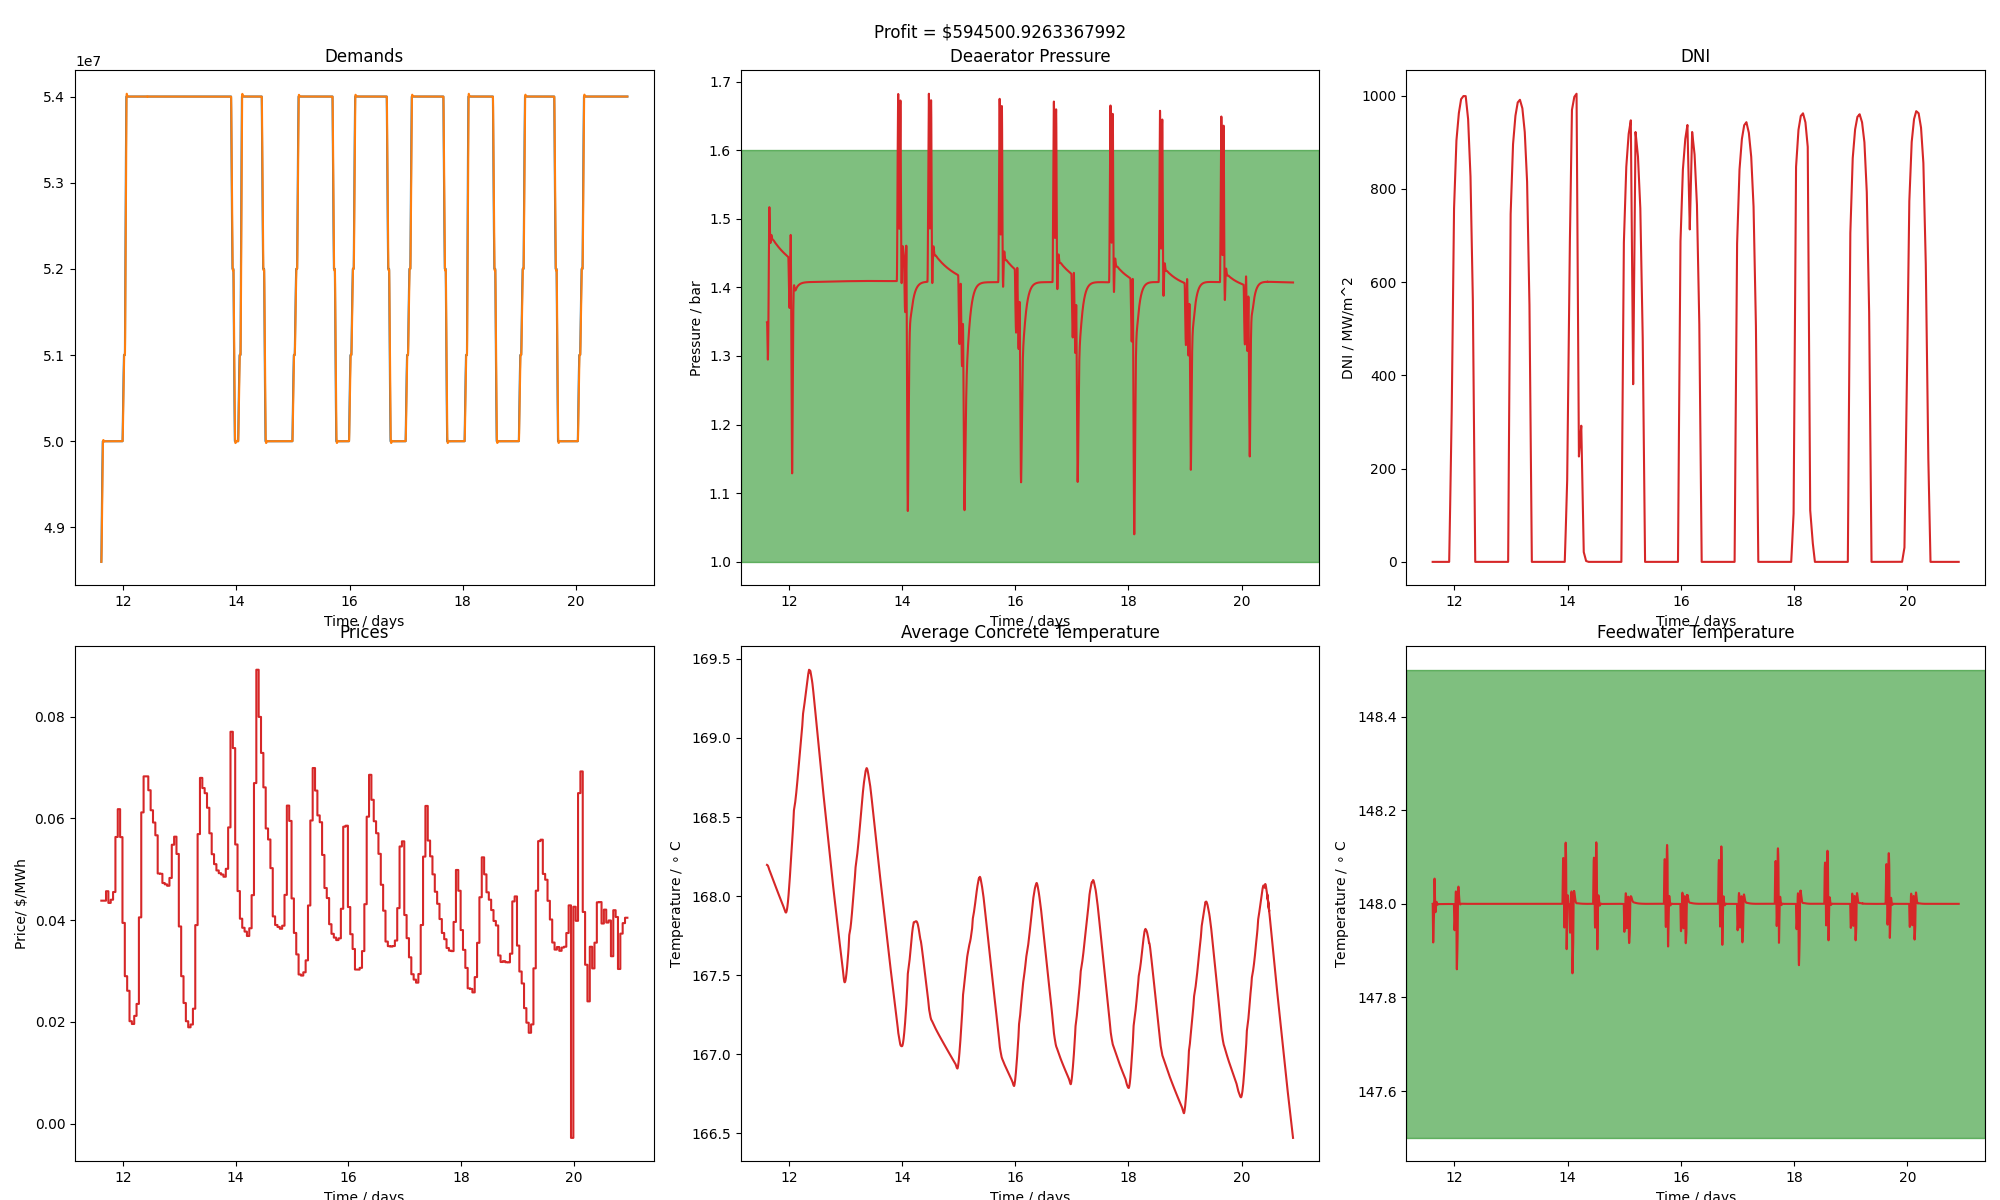 Profit = $594500.9263367992
Demands
1e7
5.4
5.3
5.2
5.1
5.0
4.9
12 14 16 18 20
Time / days
Deaerator Pressure
Pressure / bar
1.7
1.6
1.5
1.4
1.3
1.2
1.1
1.0
12 14 16 18 20
Time / days
DNI
DNI / MW/m^2
1000
800
600
400
200
0
12 14 16 18 20
Time / days
Prices
Price/ $/MWh
0.08
0.06
0.04
0.02
0.00
12 14 16 18 20
Time / days
Average Concrete Temperature
Temperature / ∘ C
169.5
169.0
168.5
168.0
167.5
167.0
166.5
12 14 16 18 20
Time / days
Feedwater Temperature
Temperature / ∘ C
148.4
148.2
148.0
147.8
147.6
12 14 16 18 20
Time / days